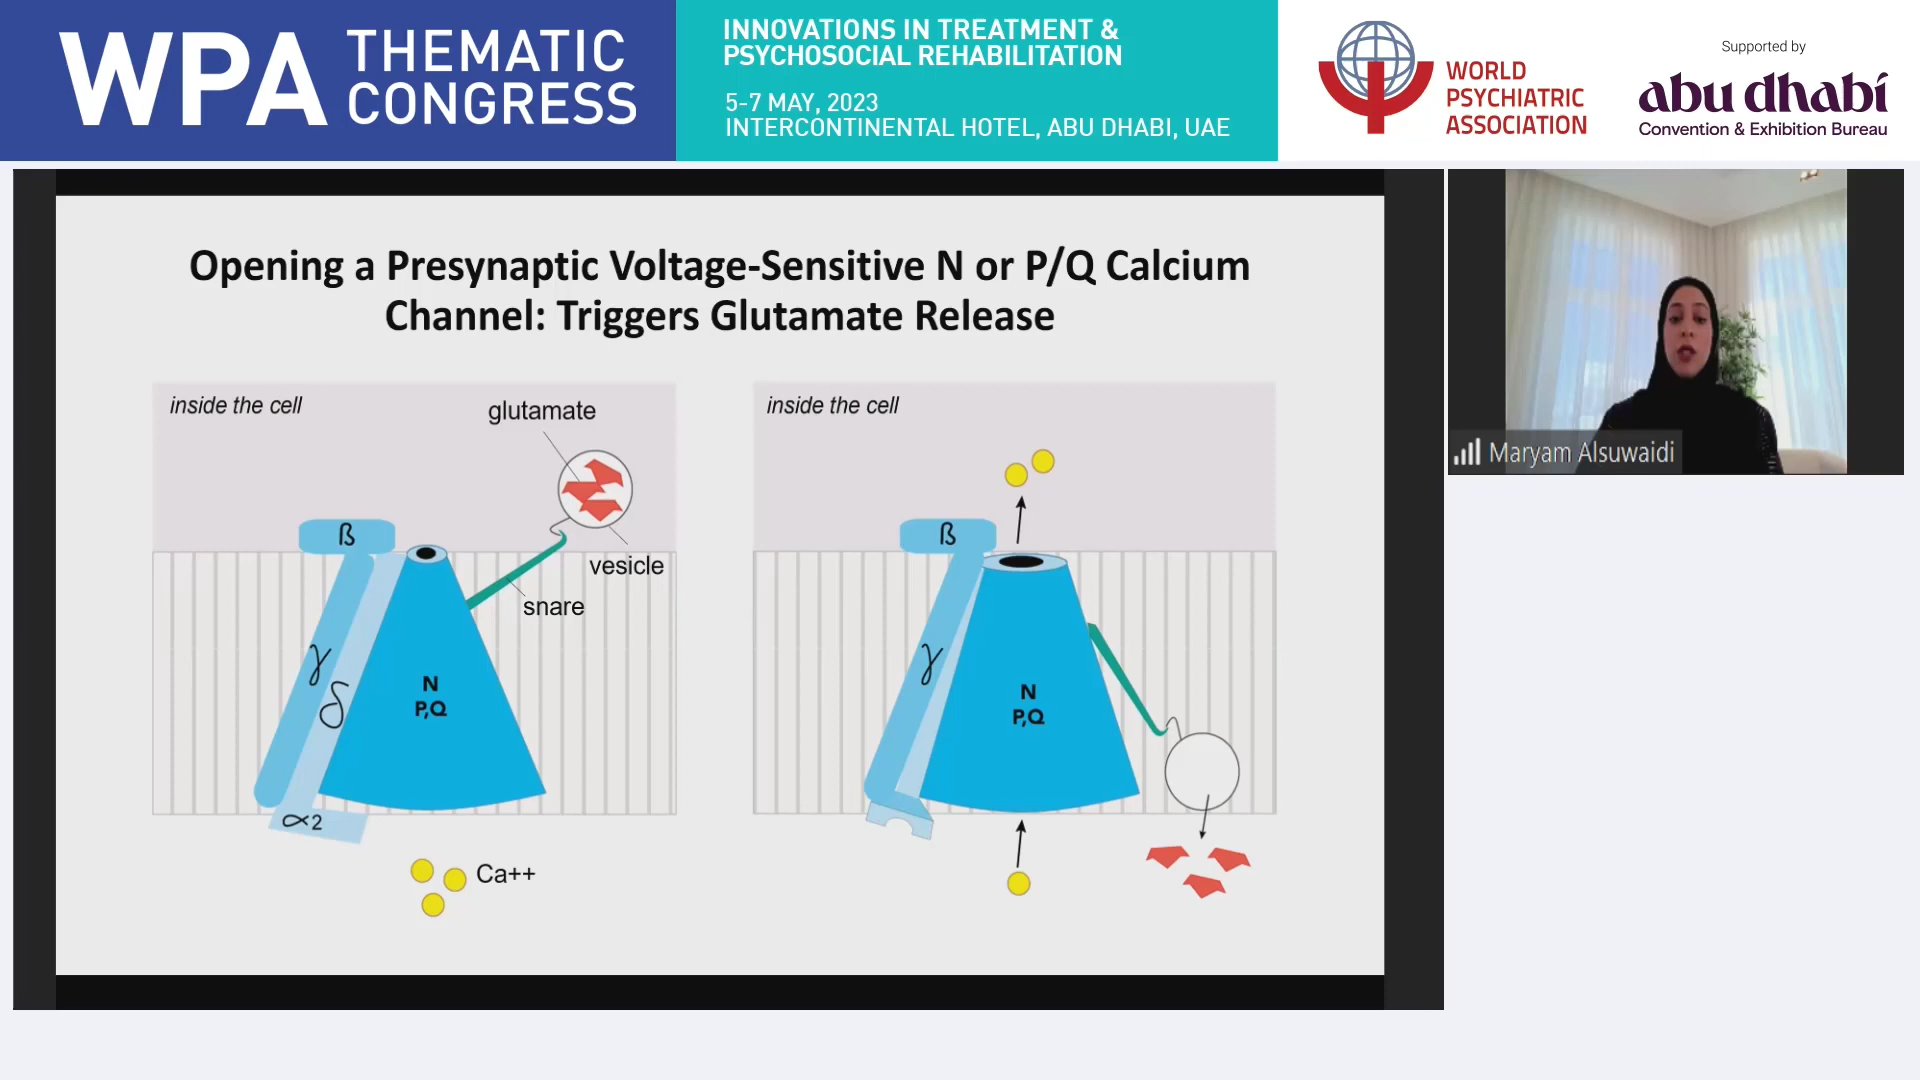 WPA THEMATIC
CONGRESS
INNOVATIONS IN TREATMENT &
PSYCHOSOCIAL REHABILITATION
5-7 MAY, 2023
INTERCONTINENTAL HOTEL, ABU DHABI, UAE
WORLD
PSYCHIATRIC
ASSOCIATION
Supported by
abu dhabi
Convention & Exhibition Bureau
Opening a Presynaptic Voltage-Sensitive N or P/Q Calcium
Channel: Triggers Glutamate Release
inside the cell
glutamate
ß
vesicle
snare
γ
δ
N
P,Q
∝2
Ca++
inside the cell
ß
γ
N
P,Q
Maryam Alsuwaidi